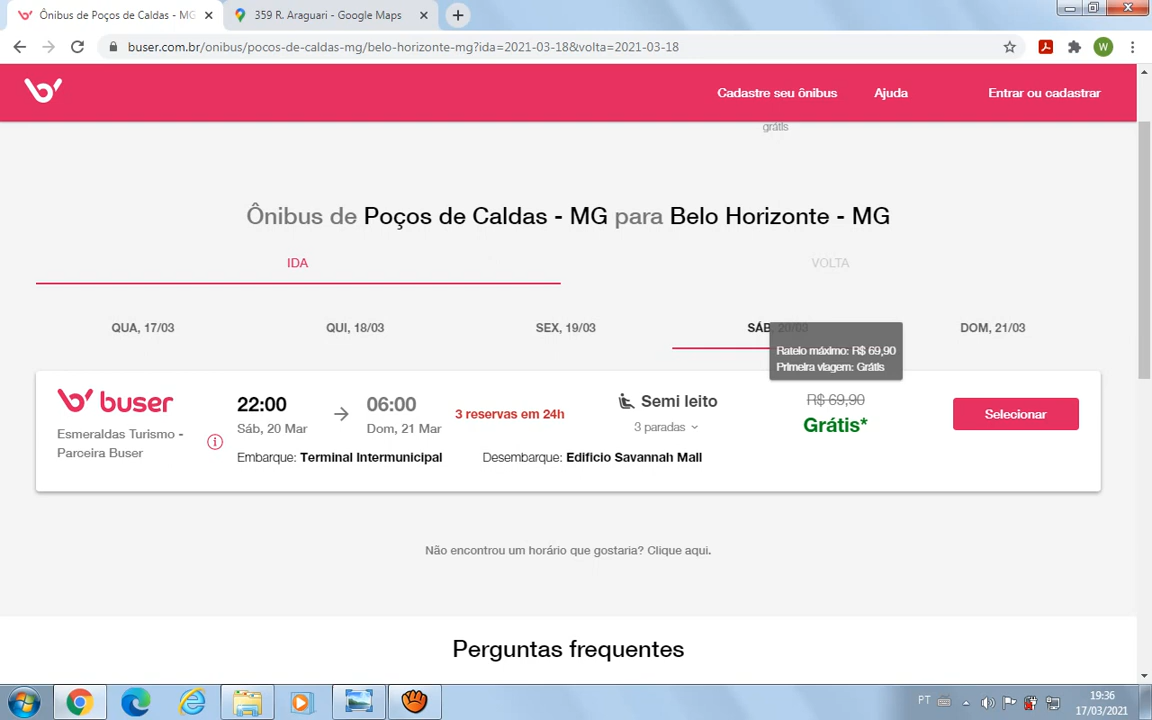 Ônibus de Poços de Caldas - MG
359 R. Araguari - Google Maps
buser.com.br/onibus/pocos-de-caldas-mg/belo-horizonte-mg?ida=2021-03-18&volta=2021-03-18
W
Cadastre seu ônibus
Ajuda
Entrar ou cadastrar
grátis
Ônibus de Poços de Caldas - MG para Belo Horizonte - MG
IDA
VOLTA
QUA, 17/03
QUI, 18/03
SEX, 19/03
SÁB, 20/03
DOM, 21/03
Rateio máximo: R$ 69,90
Primeira viagem: Grátis
buser
Esmeraldas Turismo -
Parceira Buser
22:00
Sáb, 20 Mar
06:00
Dom, 21 Mar
3 reservas em 24h
Semi leito
3 paradas
R$ 69,90
Grátis*
Selecionar
Embarque: Terminal Intermunicipal
Desembarque: Edificio Savannah Mall
Não encontrou um horário que gostaria? Clique aqui.
Perguntas frequentes
PT
19:36
17/03/2021